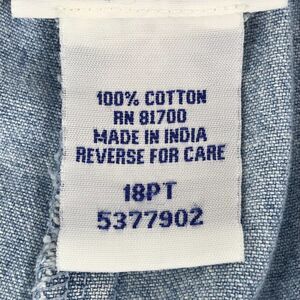 100% COTTON
RN 81700
MADE IN INDIA
REVERSE FOR CARE
18PT
5377902